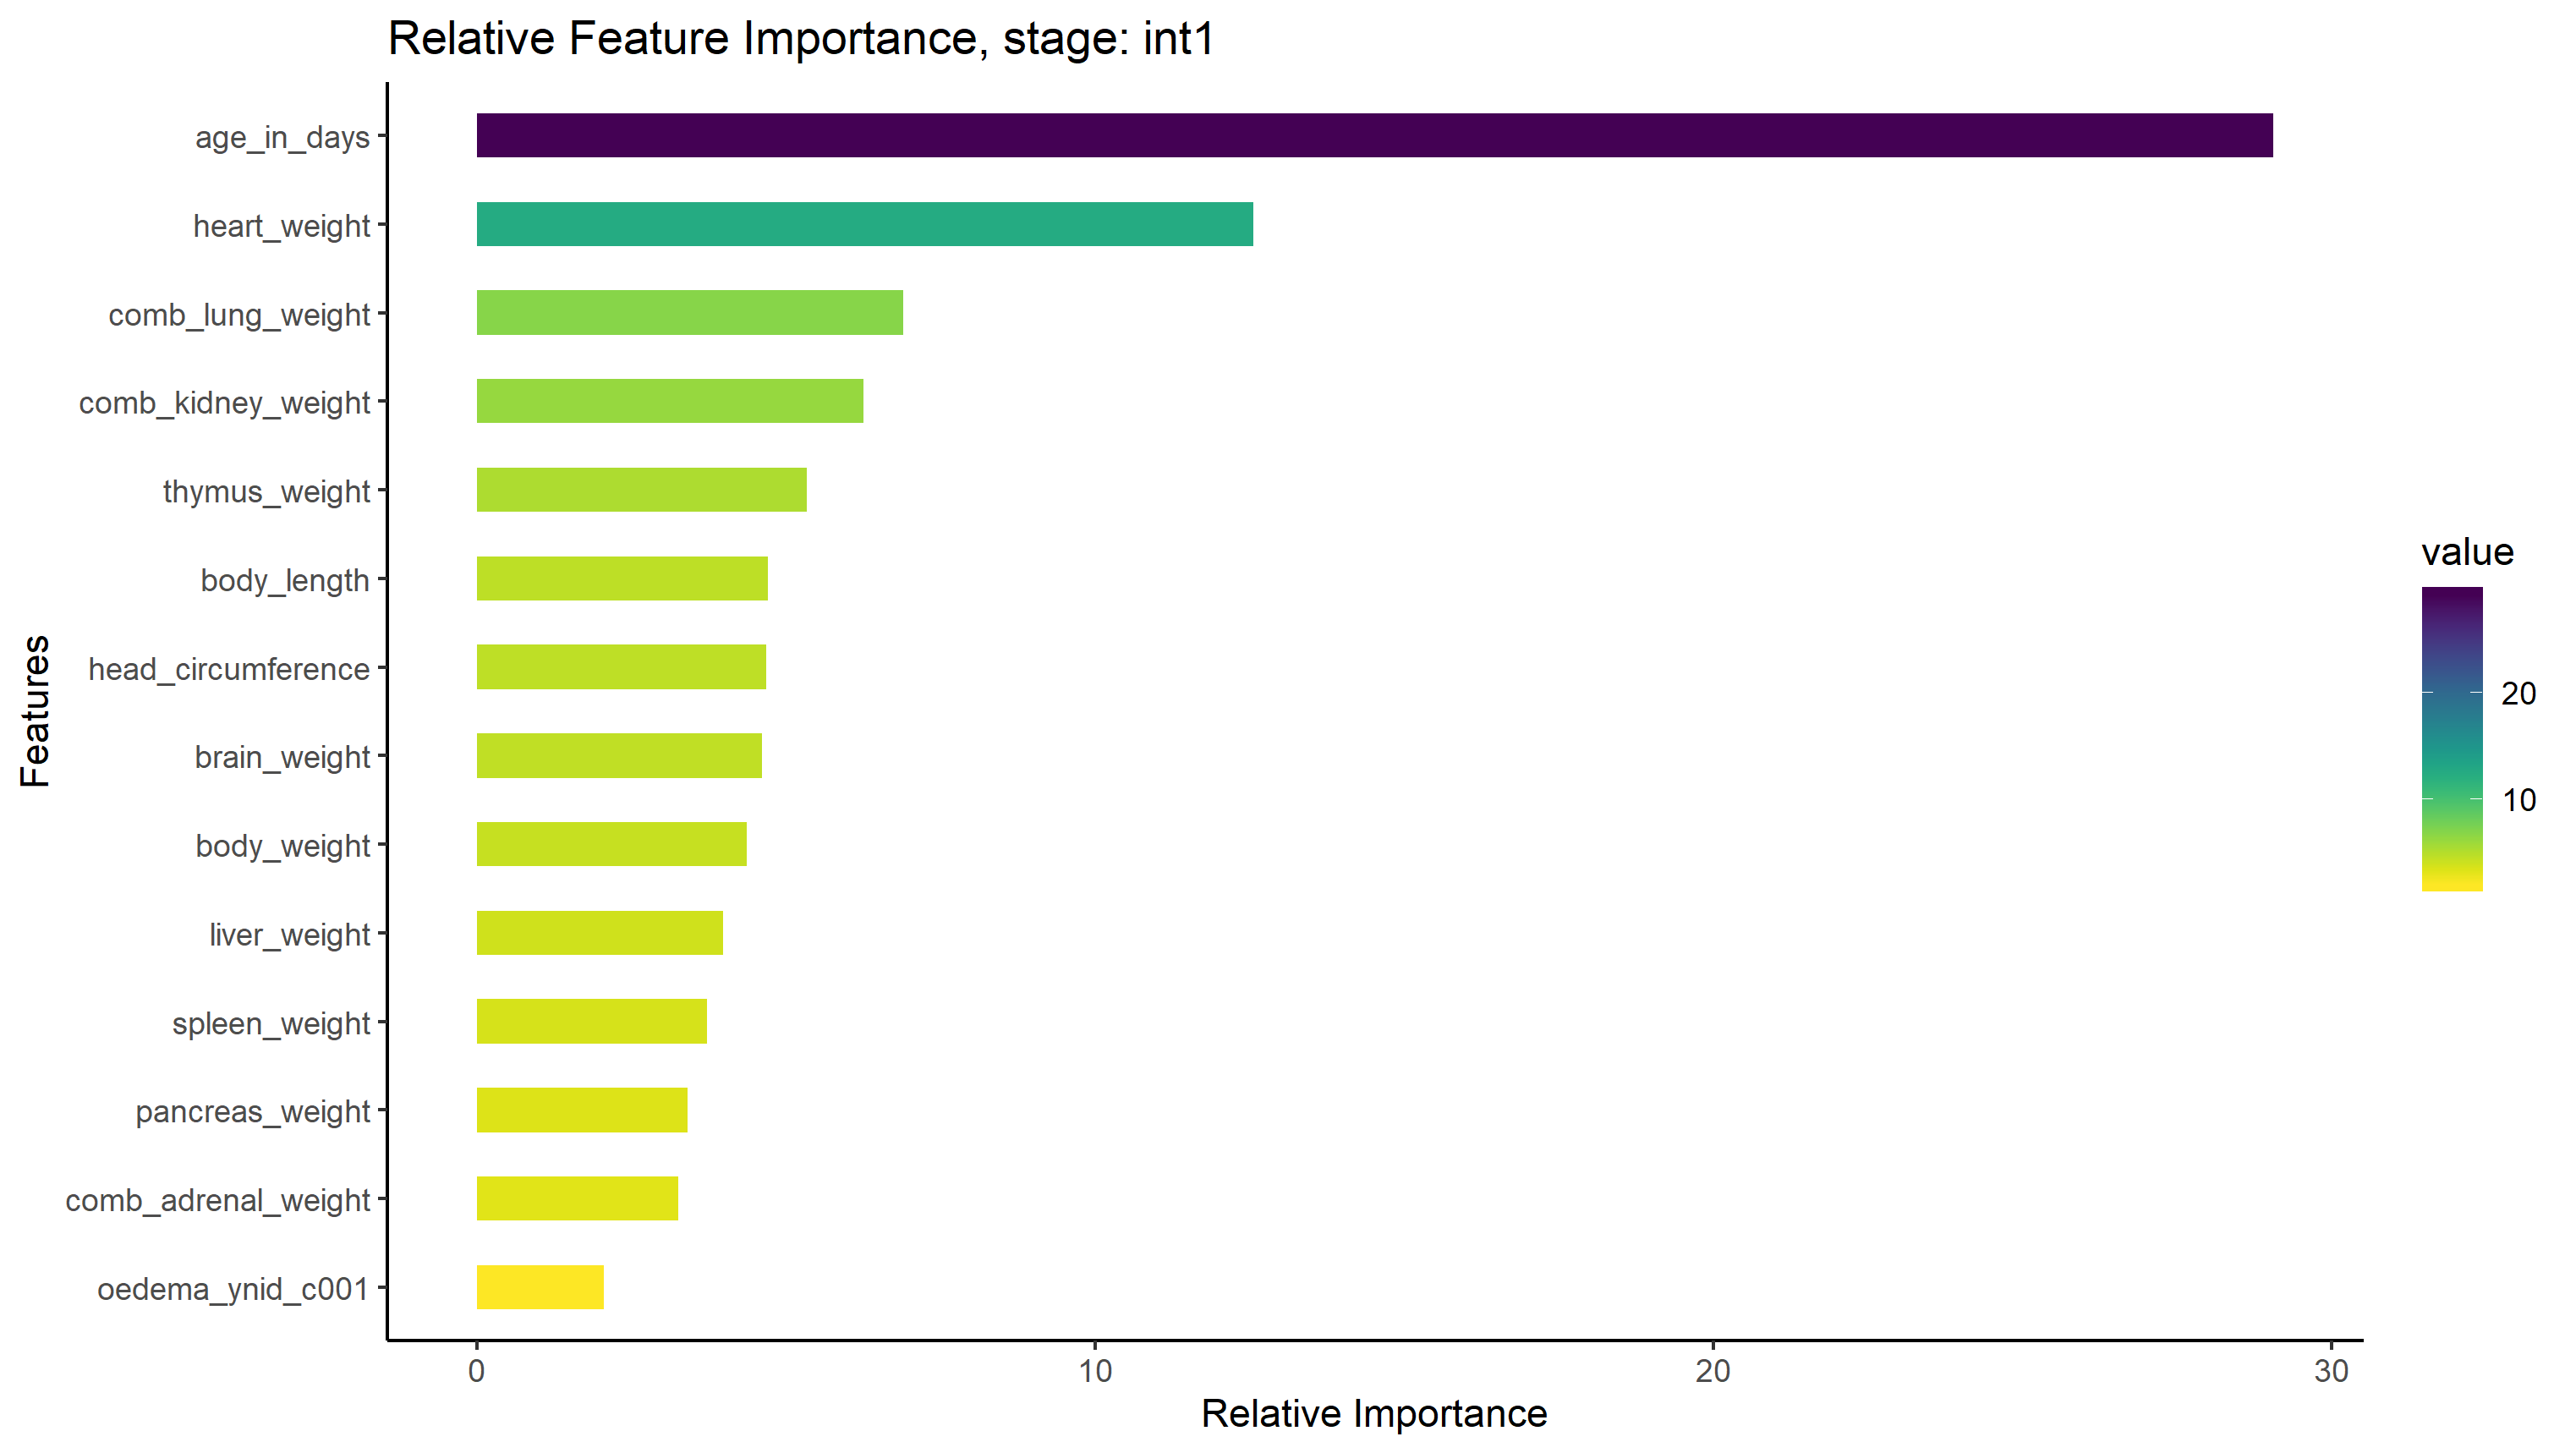 Relative Feature Importance, stage: int1
Features
age_in_days
heart_weight
comb_lung_weight
comb_kidney_weight
thymus_weight
body_length
head_circumference
brain_weight
body_weight
liver_weight
spleen_weight
pancreas_weight
comb_adrenal_weight
oedema_ynid_c001
0 10 20 30
Relative Importance
value
20
10